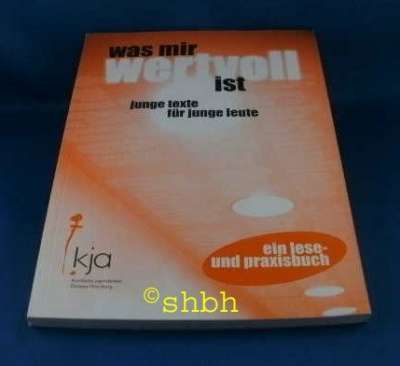 was mir
wertvoll
ist
junge texte
für junge leute
ein lese-
und praxisbuch
kja
©shbh